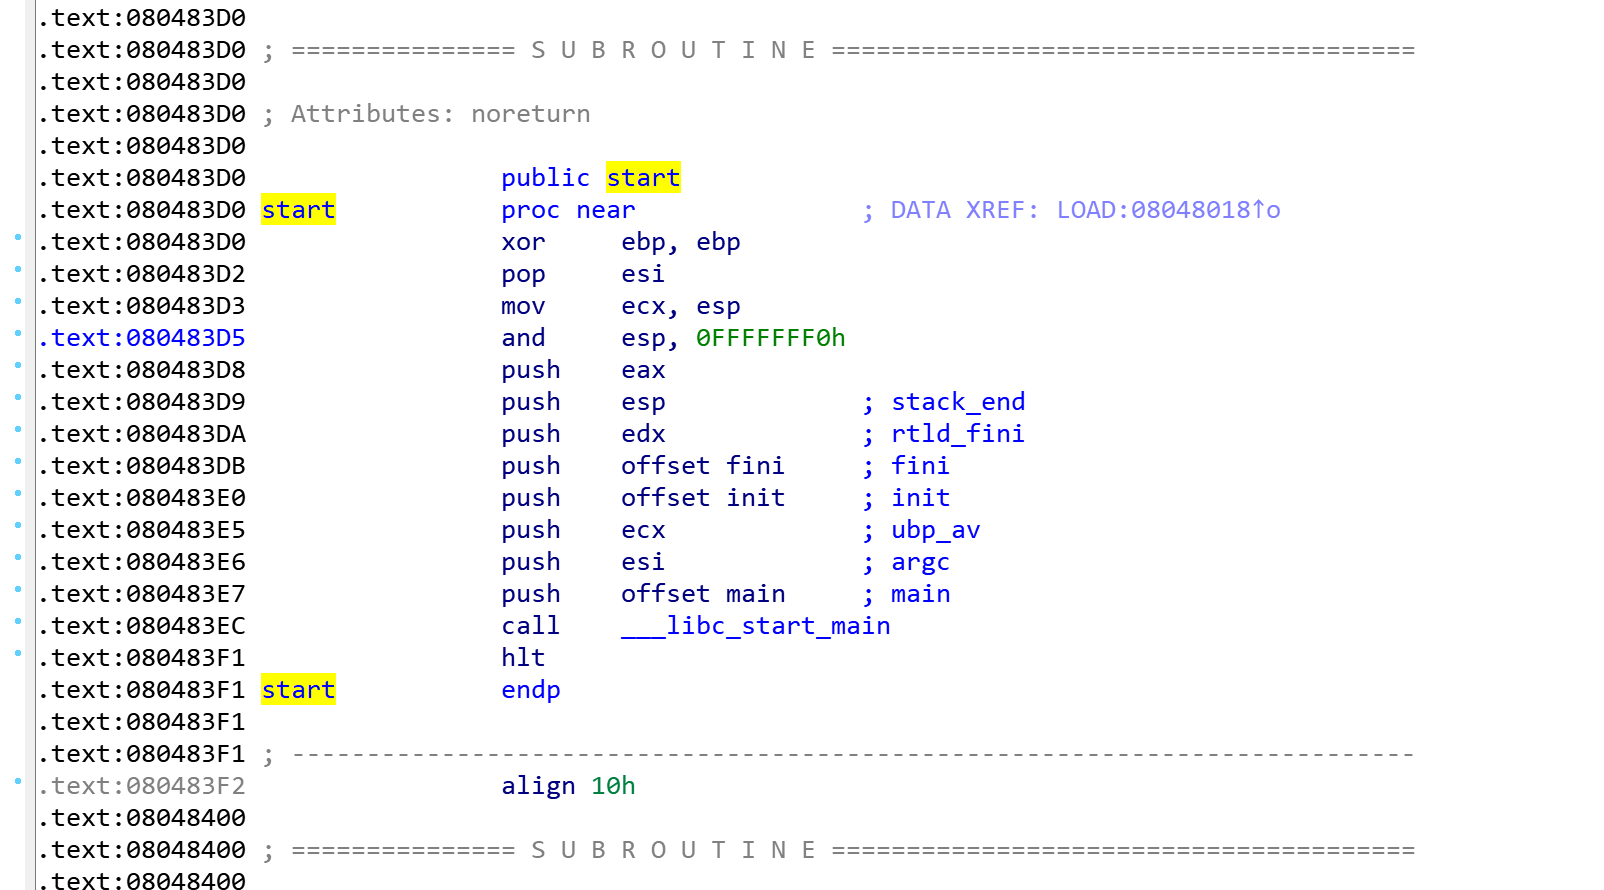 .text:080483D0
.text:080483D0 ; =============== S U B R O U T I N E =======================================
.text:080483D0
.text:080483D0 ; Attributes: noreturn
.text:080483D0
.text:080483D0                 public start
.text:080483D0 start           proc near               ; DATA XREF: LOAD:08048018↑o
.text:080483D0                 xor     ebp, ebp
.text:080483D2                 pop     esi
.text:080483D3                 mov     ecx, esp
.text:080483D5                 and     esp, 0FFFFFFF0h
.text:080483D8                 push    eax
.text:080483D9                 push    esp             ; stack_end
.text:080483DA                 push    edx             ; rtld_fini
.text:080483DB                 push    offset fini     ; fini
.text:080483E0                 push    offset init     ; init
.text:080483E5                 push    ecx             ; ubp_av
.text:080483E6                 push    esi             ; argc
.text:080483E7                 push    offset main     ; main
.text:080483EC                 call    ___libc_start_main
.text:080483F1                 hlt
.text:080483F1 start           endp
.text:080483F1
.text:080483F1 ; ---------------------------------------------------------------------------
.text:080483F2                 align 10h
.text:08048400
.text:08048400 ; =============== S U B R O U T I N E =======================================
.text:08048400